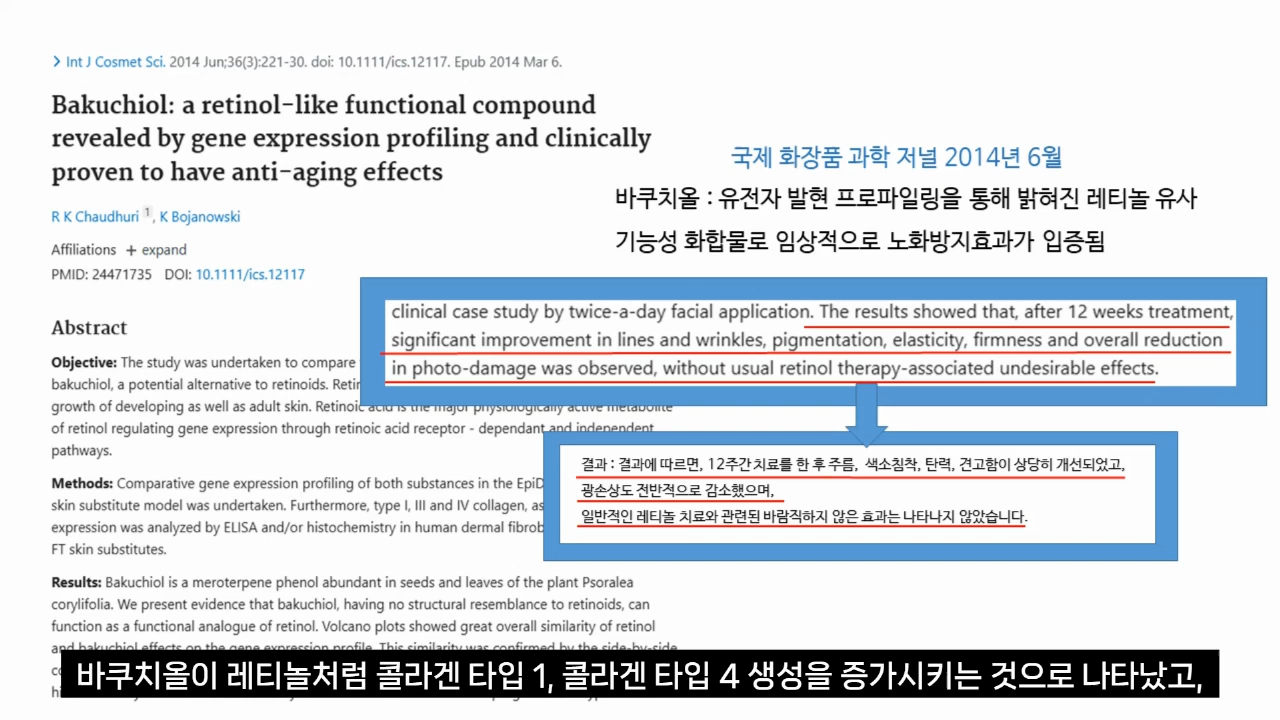 Int J Cosmet Sci. 2014 Jun;36(3):221-30. doi: 10.1111/ics.12117. Epub 2014 Mar 6.
Bakuchiol: a retinol-like functional compound
revealed by gene expression profiling and clinically
proven to have anti-aging effects
R K Chaudhuri 1, K Bojanowski
Affiliations + expand
PMID: 24471735 DOI: 10.1111/ics.12117
국제 화장품 과학 저널 2014년 6월
바쿠치올 : 유전자 발현 프로파일링을 통해 밝혀진 레티놀 유사
기능성 화합물로 임상적으로 노화방지효과가 입증됨
clinical case study by twice-a-day facial application. The results showed that, after 12 weeks treatment,
significant improvement in lines and wrinkles, pigmentation, elasticity, firmness and overall reduction
in photo-damage was observed, without usual retinol therapy-associated undesirable effects.
결과 : 결과에 따르면, 12주간 치료를 한 후 주름, 색소침착, 탄력, 견고함이 상당히 개선되었고,
광손상도 전반적으로 감소했으며,
일반적인 레티놀 치료와 관련된 바람직하지 않은 효과는 나타나지 않았습니다.
Abstract
Objective: The study was undertaken to compare
bakuchiol, a potential alternative to retinoids.
growth of developing as well as adult skin. Retinoic acid is the major physiologically active metabolite
of retinol regulating gene expression through retinoic acid receptor - dependant and independent
pathways.
Methods: Comparative gene expression profiling of both substances in the
skin substitute model was undertaken. Furthermore, type I, III and IV collagen,
expression was analyzed by ELISA and/or histochemistry in human dermal
FT skin substitutes.
Results: Bakuchiol is a meroterpene phenol abundant in seeds and leaves of the plant Psoralea
corylifolia. We present evidence that bakuchiol, having no structural resemblance to retinoids, can
function as a functional analogue of retinol. Volcano plots showed great overall similarity of retinol
and bakuchiol effects on the gene expression profile. This similarity was confirmed by the side-by-side
바쿠치올이 레티놀처럼 콜라겐 타입 1, 콜라겐 타입 4 생성을 증가시키는 것으로 나타났고,